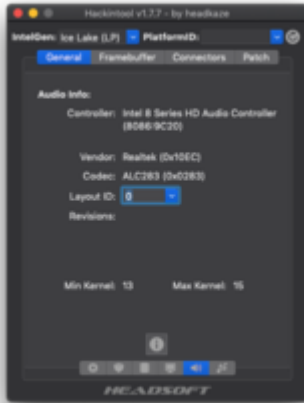 Hackintool v1.7.7 - by headkaze
IntelGen: Ice Lake (LP) PlatformID:
General Framebuffer Connectors Patch
Audio Info:
Controller: Intel 8 Series HD Audio Controller
(8086:9C20)
Vendor: Realtek (0x10EC)
Codec: ALC283 (0x0283)
Layout ID: 0
Revisions:
Min Kernel: 13 Max Kernel: 15
HEADSOFT